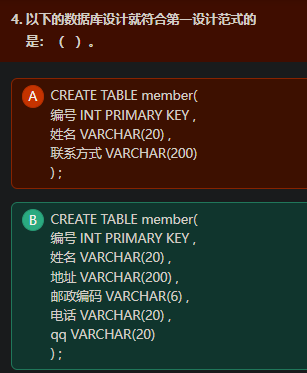 4. 以下的数据库设计就符合第一设计范式的
是：（ ）。
A CREATE TABLE member(
编号 INT PRIMARY KEY ,
姓名 VARCHAR(20) ,
联系方式 VARCHAR(200)
) ;
B CREATE TABLE member(
编号 INT PRIMARY KEY ,
姓名 VARCHAR(20) ,
地址 VARCHAR(200) ,
邮政编码 VARCHAR(6) ,
电话 VARCHAR(20) ,
qq VARCHAR(20)
) ;